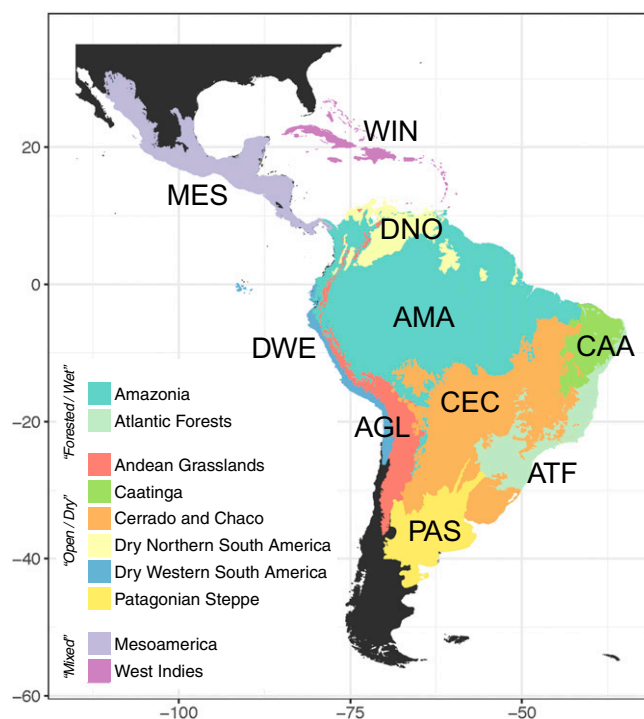 WIN
20
MES
DNO
0
AMA
DWE
CAA
"Forested / Wet"
Amazonia
Atlantic Forests
CEC
-20
AGL
ATF
"Open / Dry"
Andean Grasslands
Caatinga
Cerrado and Chaco
Dry Northern South America
Dry Western South America
Patagonian Steppe
PAS
-40
"Mixed"
Mesoamerica
West Indies
-60
-100 -75 -50